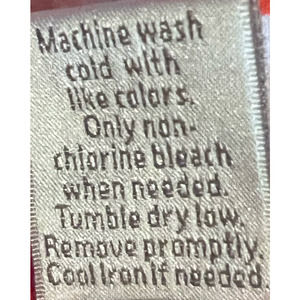 Machine wash
cold with
like colors.
Only non-
chlorine bleach
when needed.
Tumble dry low.
Remove promptly.
Cool Iron if needed.